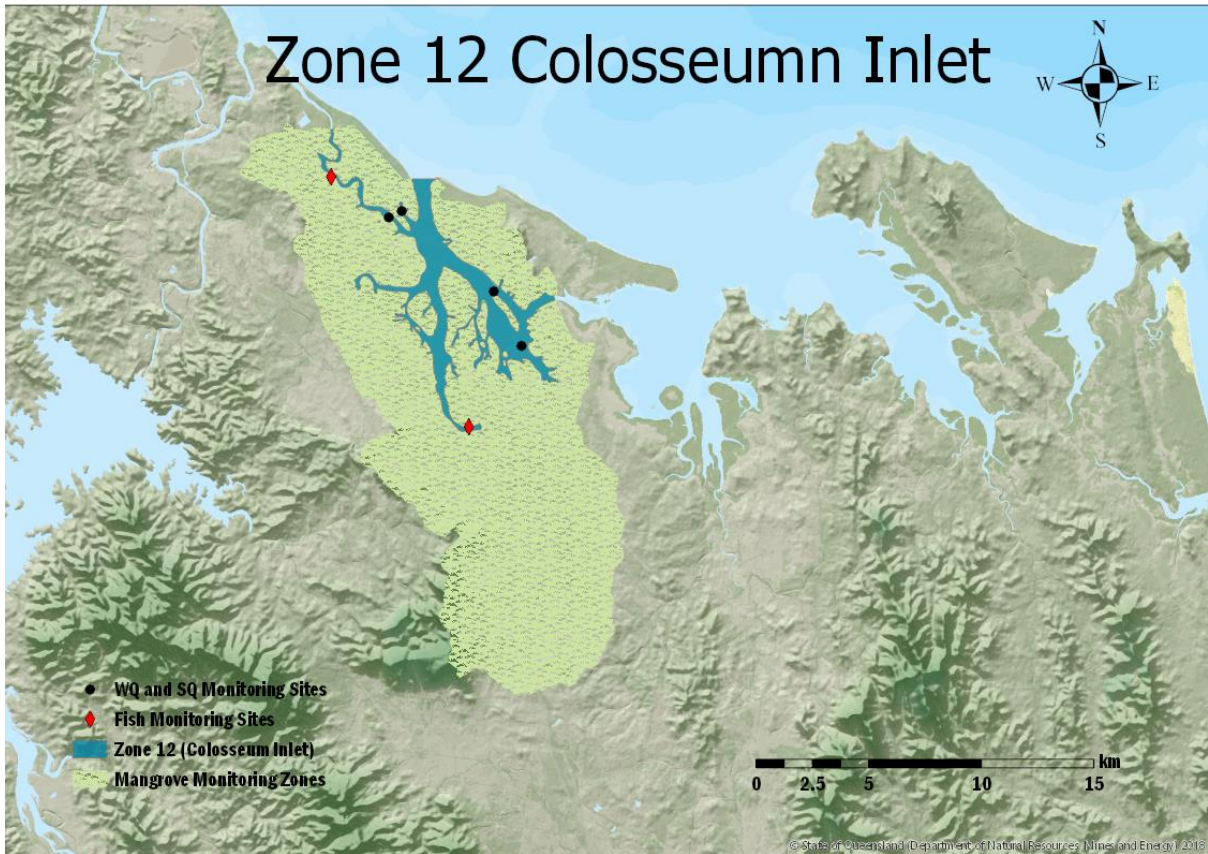 Zone 12 Colosseumn Inlet
N
W E
S
WQ and SQ Monitoring Sites
Fish Monitoring Sites
Zone 12 (Colosseum Inlet)
Mangrove Monitoring Zones
km
0 2.5 5 10 15
© State of Queensland (Department of Natural Resources, Mines and Energy) 2018